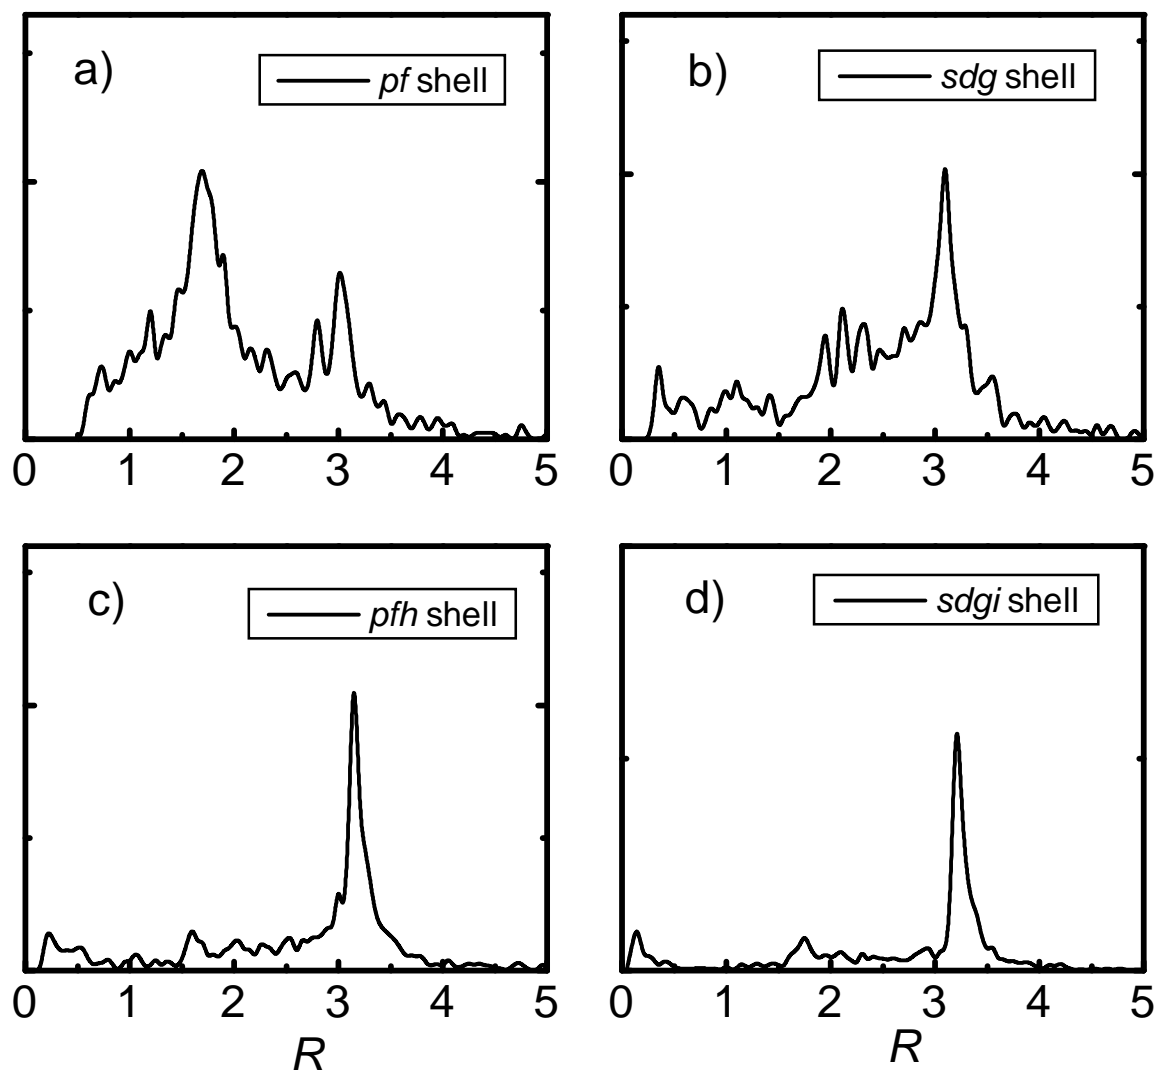 a)
pf shell
0 1 2 3 4 5
b)
sdg shell
0 1 2 3 4 5
c)
pfh shell
0 1 2 3 4 5
R
d)
sdgi shell
0 1 2 3 4 5
R